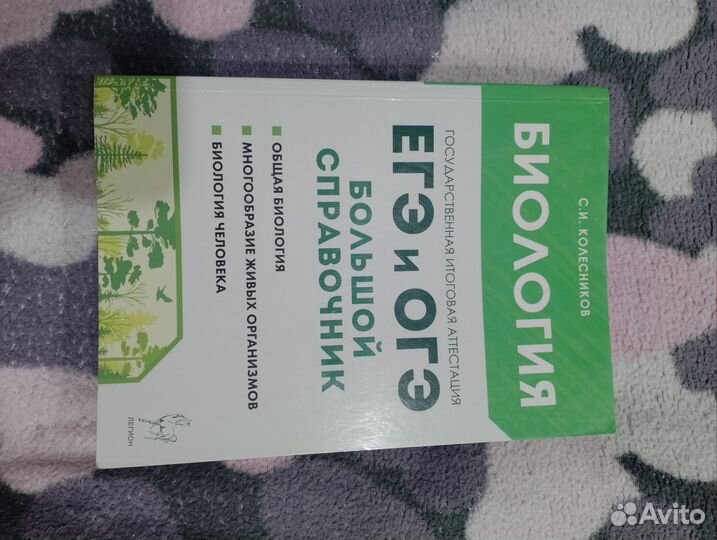 С.И. КОЛЕСНИКОВ
БИОЛОГИЯ
ГОСУДАРСТВЕННАЯ ИТОГОВАЯ АТТЕСТАЦИЯ
ЕГЭ и ОГЭ
БОЛЬШОЙ
СПРАВОЧНИК
ОБЩАЯ БИОЛОГИЯ
МНОГООБРАЗИЕ ЖИВЫХ ОРГАНИЗМОВ
БИОЛОГИЯ ЧЕЛОВЕКА
ЛЕГИОН
Avito